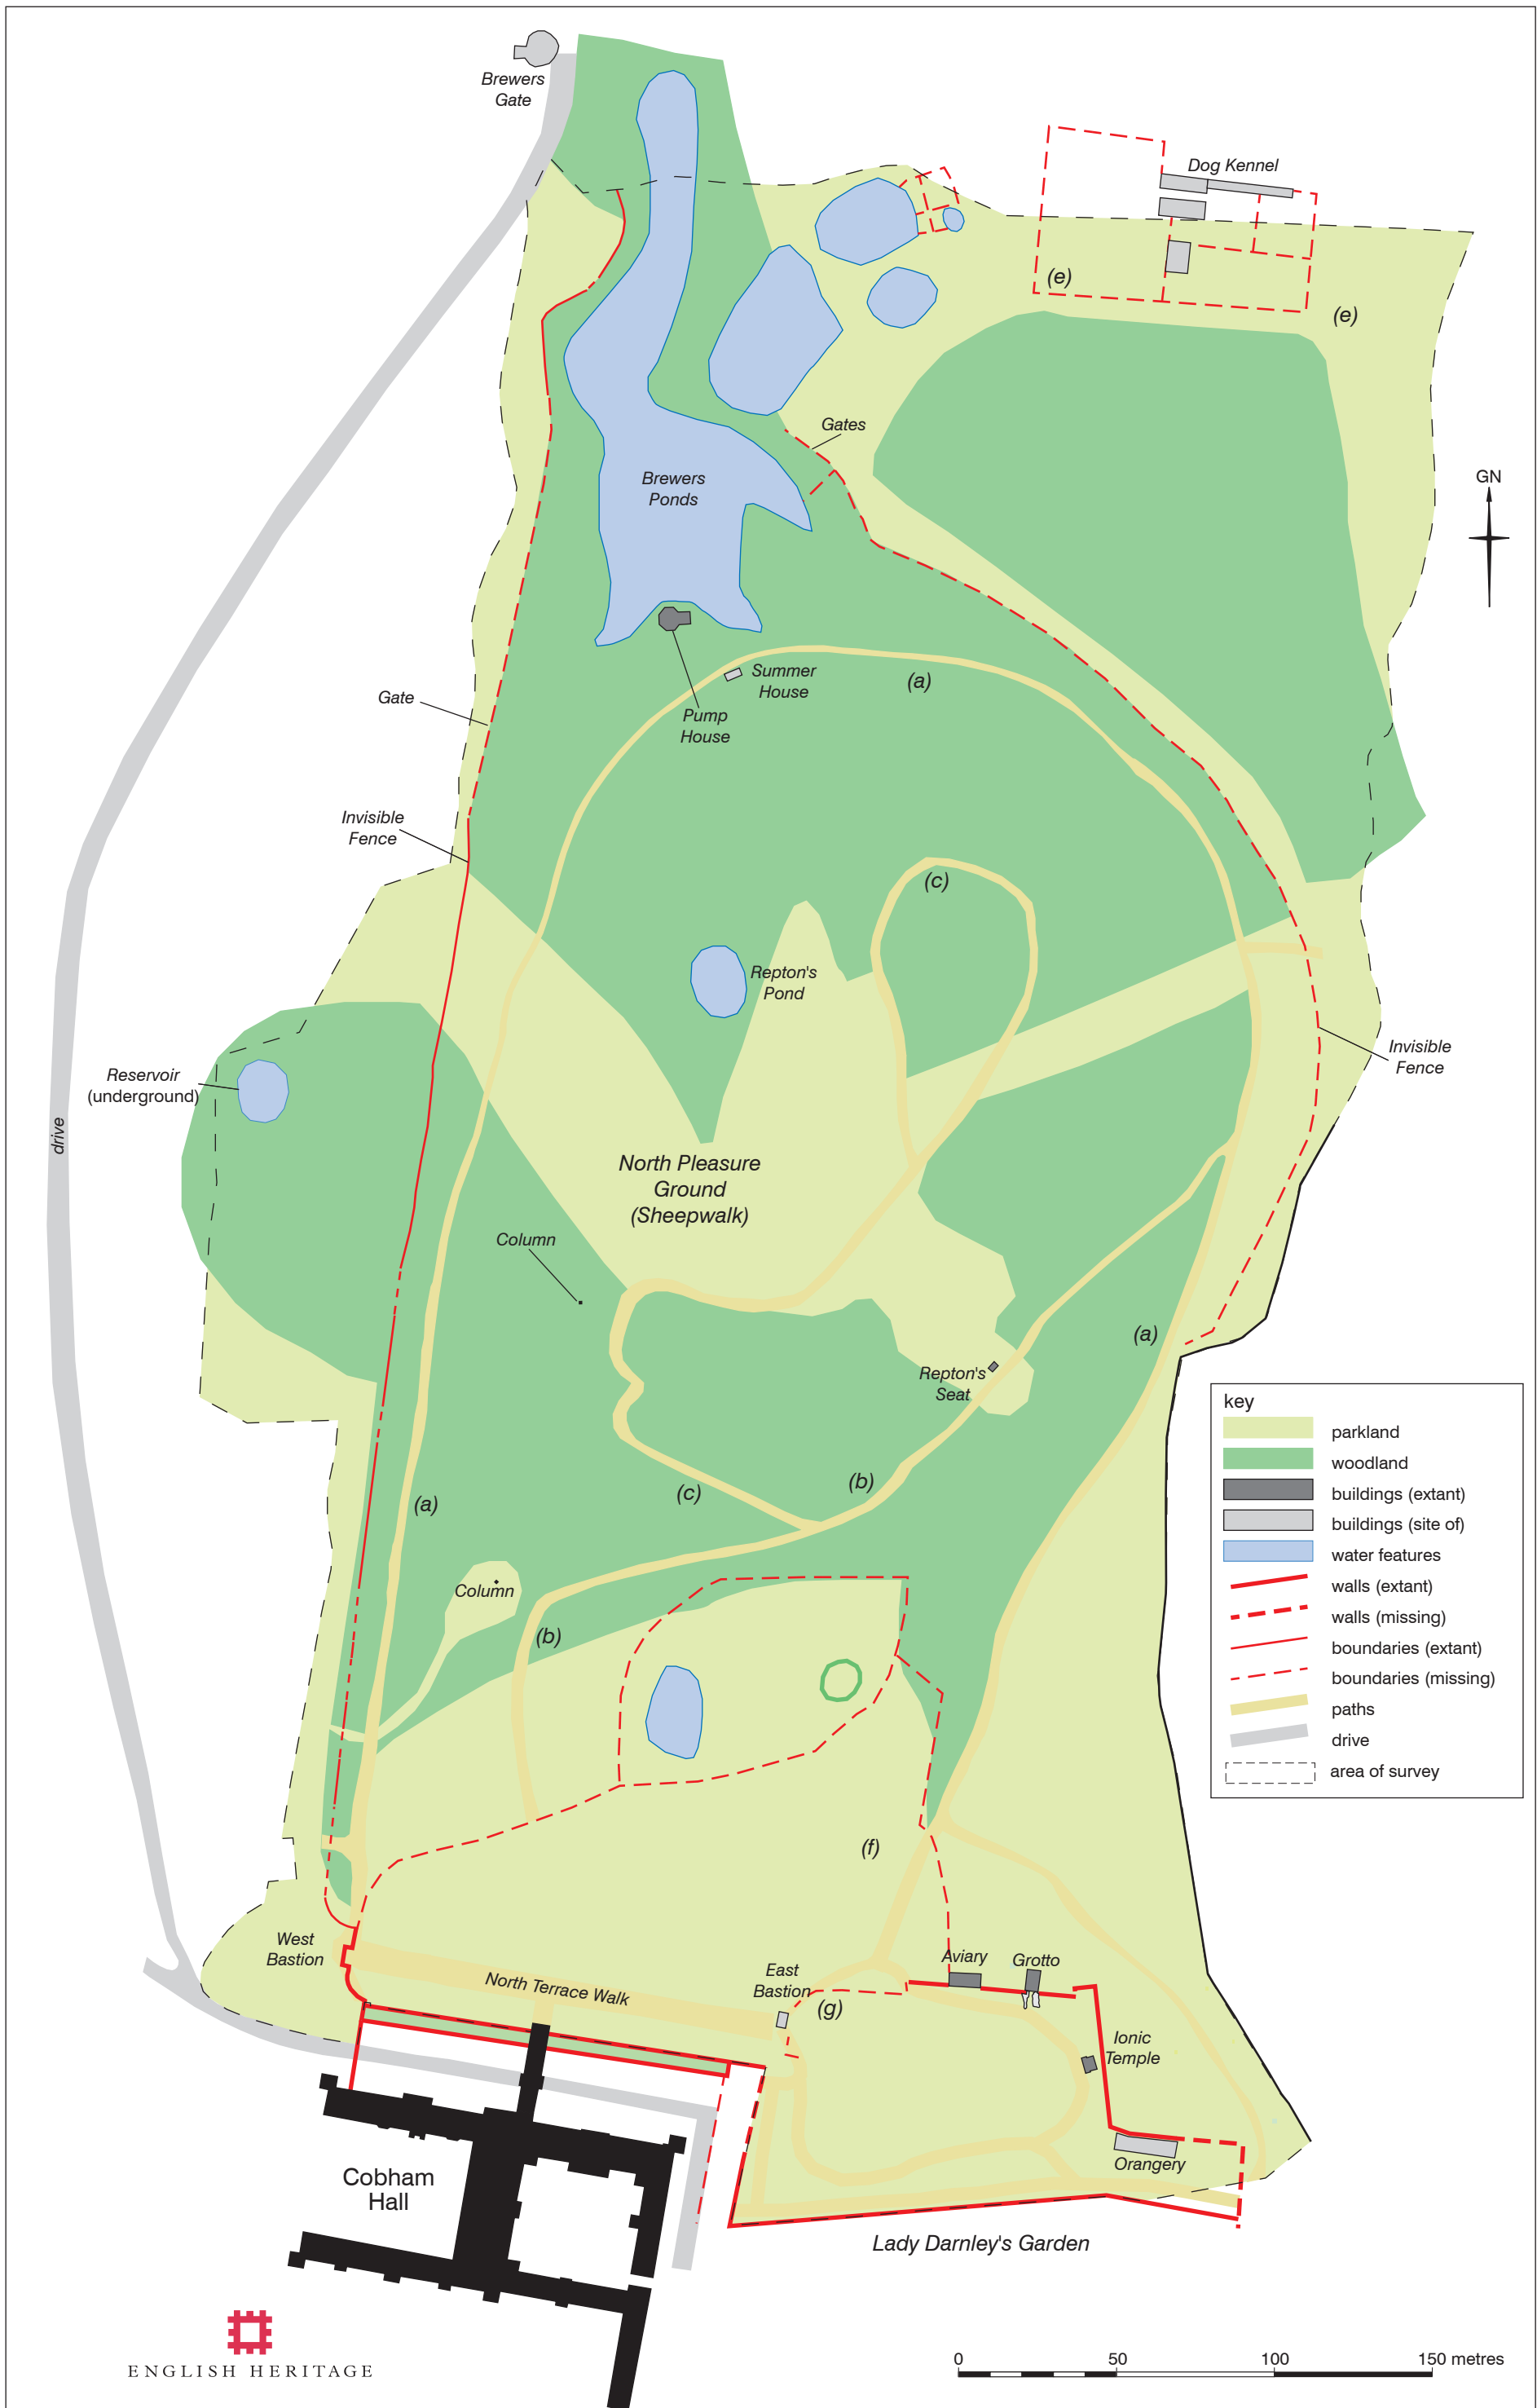 Brewers
Gate
Dog Kennel
(e)
(e)
Gates
Brewers
Ponds
GN
Summer
House
(a)
Gate
Pump
House
Invisible
Fence
(c)
Repton's
Pond
Invisible
Fence
Reservoir
(underground)
drive
North Pleasure
Ground
(Sheepwalk)
Column
(a)
Repton's
Seat
key
parkland
woodland
buildings (extant)
buildings (site of)
water features
walls (extant)
walls (missing)
boundaries (extant)
boundaries (missing)
paths
drive
area of survey
(b)
(c)
(a)
Column
(b)
(f)
West
Bastion
North Terrace Walk
East
Bastion
(g)
Aviary
Grotto
Ionic
Temple
Orangery
Cobham
Hall
Lady Darnley's Garden
ENGLISH HERITAGE
0 50 100 150 metres